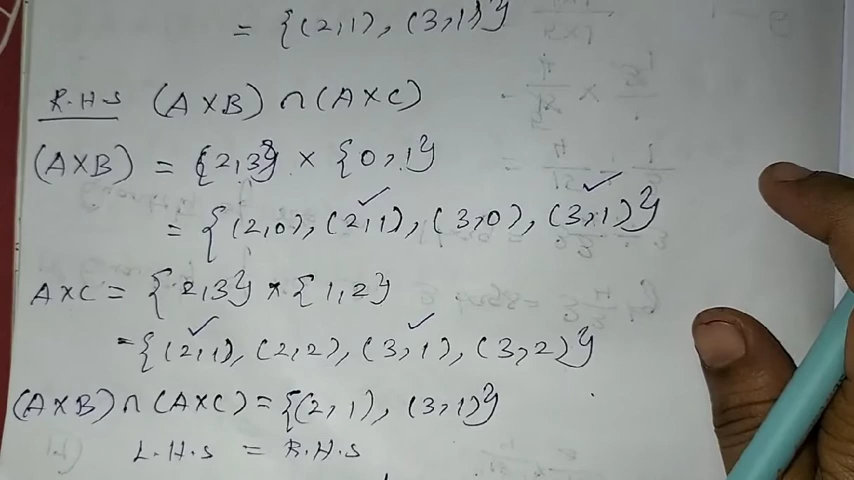 = {(2,1), (3,1)}
R.H.S (A×B) ∩ (A×C)
(A×B) = {2,3} × {0,1}
= {(2,0), (2,1), (3,0), (3,1)}
A×C = {2,3} × {1,2}
= {(2,1), (2,2), (3,1), (3,2)}
(A×B) ∩ (A×C) = {(2,1), (3,1)}
L.H.S = R.H.S